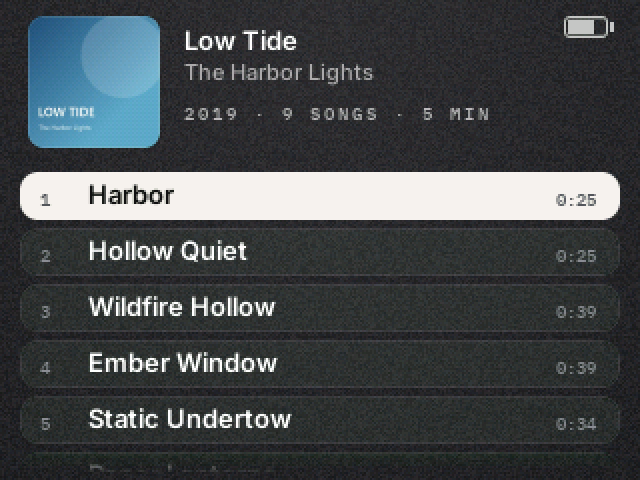 Low Tide
The Harbor Lights
2019 · 9 SONGS · 5 MIN
LOW TIDE
The Harbor Lights
1 Harbor 0:25
2 Hollow Quiet 0:25
3 Wildfire Hollow 0:39
4 Ember Window 0:39
5 Static Undertow 0:34